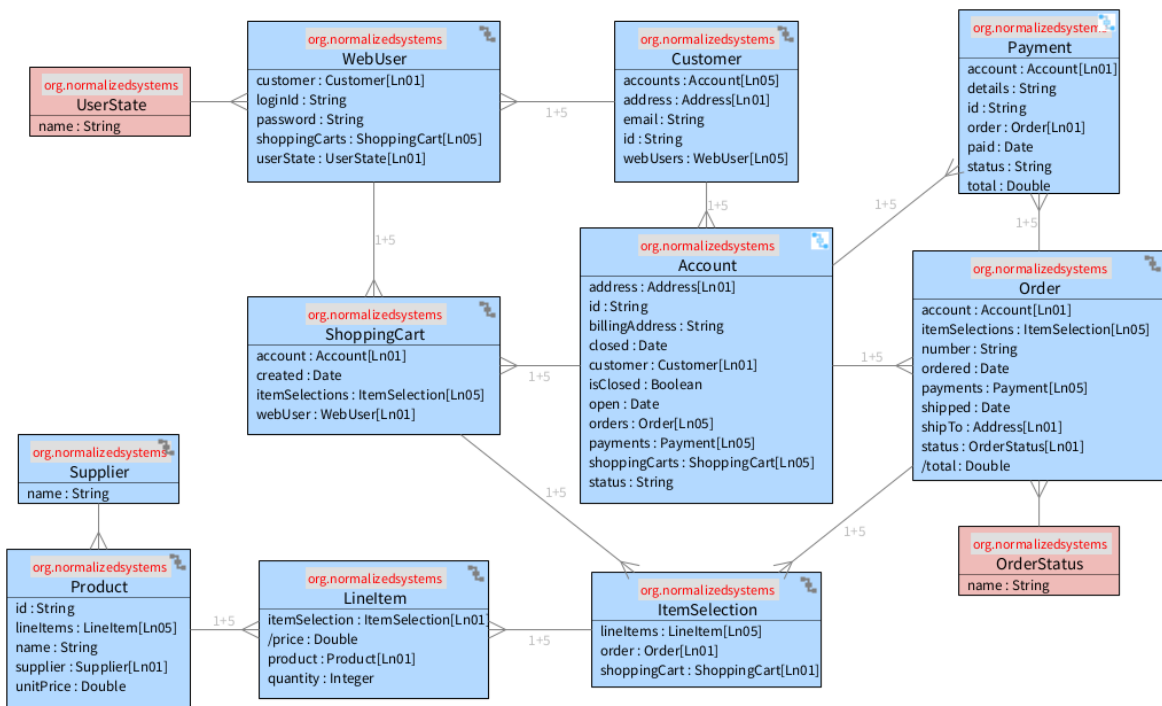 org.normalizedsystems
WebUser
customer : Customer[Ln01]
loginId : String
password : String
shoppingCarts : ShoppingCart[Ln05]
userState : UserState[Ln01]
org.normalizedsystems
Customer
accounts : Account[Ln05]
address : Address[Ln01]
email : String
id : String
webUsers : WebUser[Ln05]
org.normalizedsystems
Payment
account : Account[Ln01]
details : String
id : String
order : Order[Ln01]
paid : Date
status : String
total : Double
org.normalizedsystems
UserState
name : String
1+5
1+5
1+5
1+5
1+5
org.normalizedsystems
Account
address : Address[Ln01]
id : String
billingAddress : String
closed : Date
customer : Customer[Ln01]
isClosed : Boolean
open : Date
orders : Order[Ln05]
payments : Payment[Ln05]
shoppingCarts : ShoppingCart[Ln05]
status : String
org.normalizedsystems
Order
account : Account[Ln01]
itemSelections : ItemSelection[Ln05]
number : String
ordered : Date
payments : Payment[Ln05]
shipped : Date
shipTo : Address[Ln01]
status : OrderStatus[Ln01]
/total : Double
org.normalizedsystems
ShoppingCart
account : Account[Ln01]
created : Date
itemSelections : ItemSelection[Ln05]
webUser : WebUser[Ln01]
1+5
1+5
org.normalizedsystems
Supplier
name : String
1+5
1+5
org.normalizedsystems
OrderStatus
name : String
org.normalizedsystems
Product
id : String
lineItems : LineItem[Ln05]
name : String
supplier : Supplier[Ln01]
unitPrice : Double
1+5
org.normalizedsystems
LineItem
itemSelection : ItemSelection[Ln01]
/price : Double
product : Product[Ln01]
quantity : Integer
1+5
org.normalizedsystems
ItemSelection
lineItems : LineItem[Ln05]
order : Order[Ln01]
shoppingCart : ShoppingCart[Ln01]